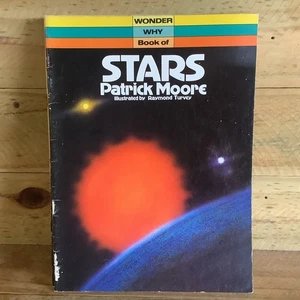 WONDER
WHY
Book of
STARS
Patrick Moore
Illustrated by Raymond Turvey